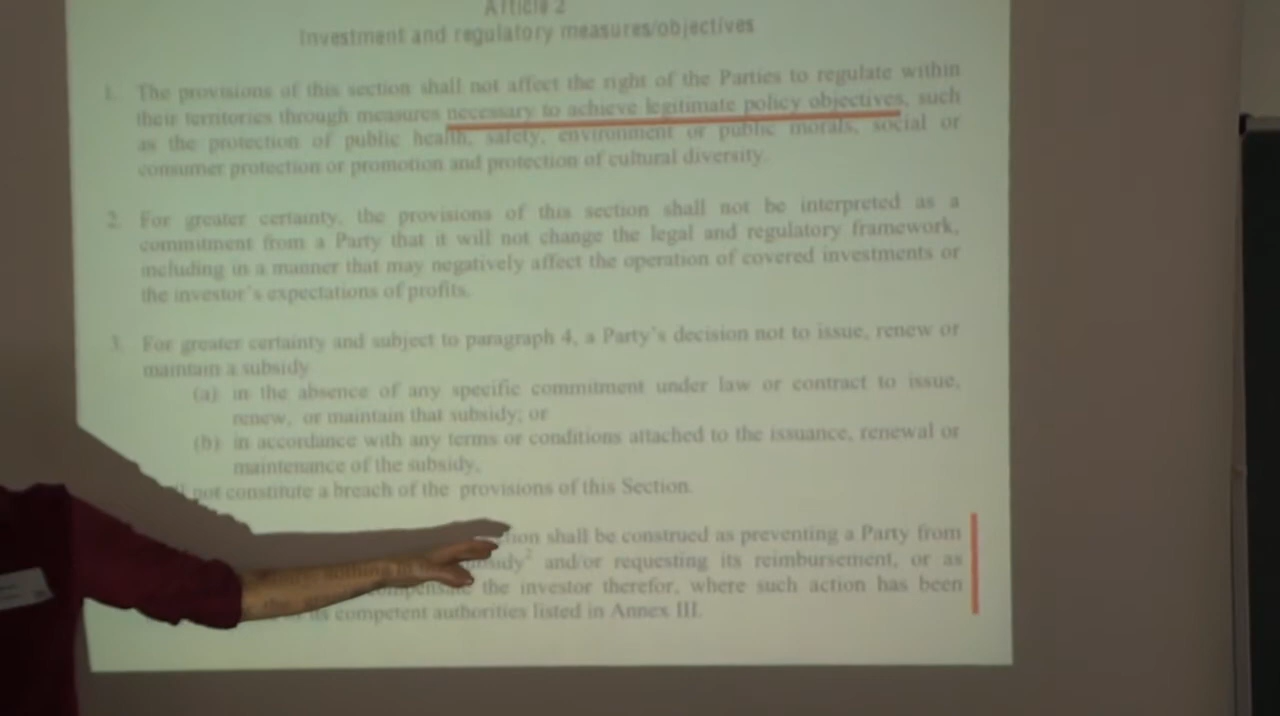 Article 2
Investment and regulatory measures/objectives
1. The provisions of this section shall not affect the right of the Parties to regulate within
their territories through measures necessary to achieve legitimate policy objectives, such
as the protection of public health, safety, environment or public morals, social or
consumer protection or promotion and protection of cultural diversity.
2. For greater certainty, the provisions of this section shall not be interpreted as a
commitment from a Party that it will not change the legal and regulatory framework,
including in a manner that may negatively affect the operation of covered investments or
the investor's expectations of profits.
3. For greater certainty and subject to paragraph 4, a Party's decision not to issue, renew or
maintain a subsidy
(a) in the absence of any specific commitment under law or contract to issue,
renew, or maintain that subsidy; or
(b) in accordance with any terms or conditions attached to the issuance, renewal or
maintenance of the subsidy,
not constitute a breach of the provisions of this Section.
shall be construed as preventing a Party from
and/or requesting its reimbursement, or as
compensate the investor therefor, where such action has been
its competent authorities listed in Annex III.